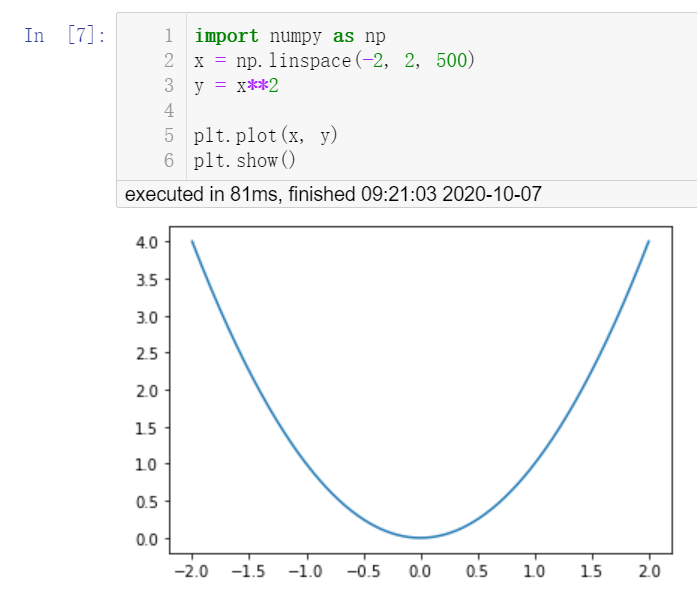 In [7]:
1 import numpy as np
2 x = np.linspace(-2, 2, 500)
3 y = x**2
4
5 plt.plot(x, y)
6 plt.show()
executed in 81ms, finished 09:21:03 2020-10-07
4.0
3.5
3.0
2.5
2.0
1.5
1.0
0.5
0.0
−2.0 −1.5 −1.0 −0.5 0.0 0.5 1.0 1.5 2.0